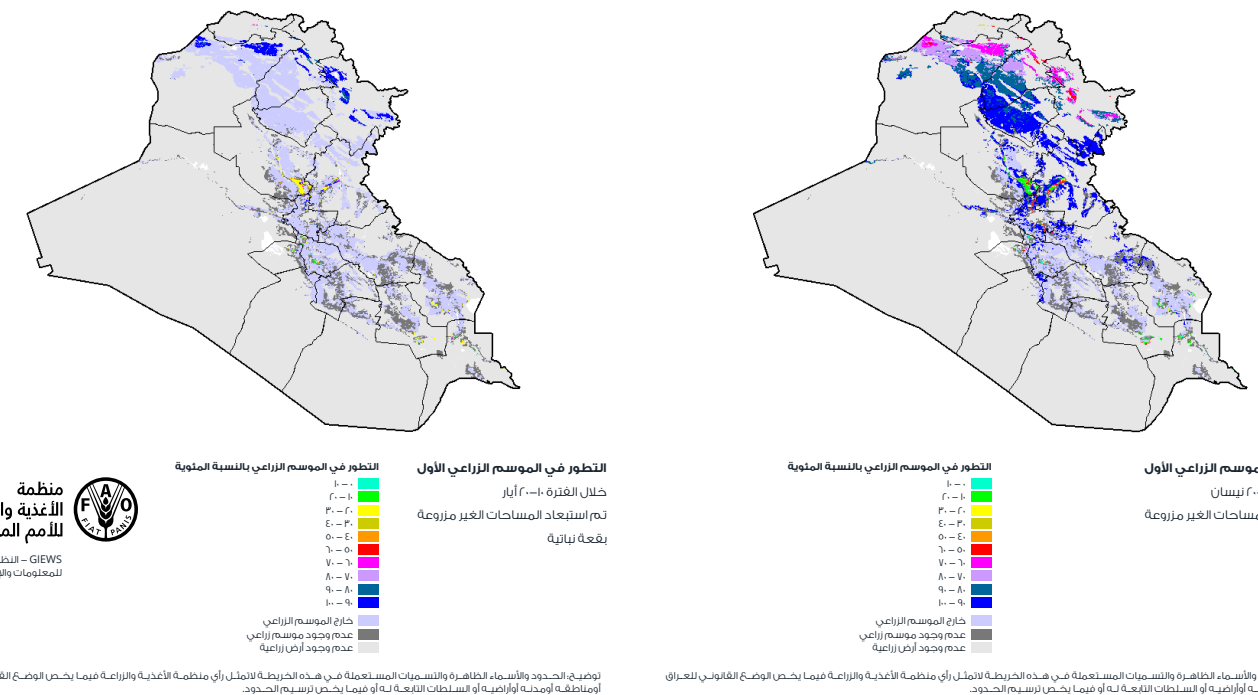 موسم الزراعي الأول
٢٠ نيسان
مساحات الغير مزروعة
التطور في الموسم الزراعي بالنسبة المئوية
٠ – ١٠
١٠ – ٢٠
٢٠ – ٣٠
٣٠ – ٤٠
٤٠ – ٥٠
٥٠ – ٦٠
٦٠ – ٧٠
٧٠ – ٨٠
٨٠ – ٩٠
٩٠ – ١٠٠
خارج الموسم الزراعي
عدم وجود موسم زراعي
عدم وجود أرض زراعية
والأسماء الظاهرة والتسميات المستعملة في هذه الخريطة لاتمثل رأي منظمة الأغذية والزراعة فيما يخص الوضع القانوني للعراق
أوأراضيه أو السلطات التابعة له أو فيما يخص ترسيم الحدود.
التطور في الموسم الزراعي الأول
خلال الفترة ١٠–٢٠ أيار
تم استبعاد المساحات الغير مزروعة
بقعة نباتية
التطور في الموسم الزراعي بالنسبة المئوية
٠ – ١٠
١٠ – ٢٠
٢٠ – ٣٠
٣٠ – ٤٠
٤٠ – ٥٠
٥٠ – ٦٠
٦٠ – ٧٠
٧٠ – ٨٠
٨٠ – ٩٠
٩٠ – ١٠٠
خارج الموسم الزراعي
عدم وجود موسم زراعي
عدم وجود أرض زراعية
FAO
FIAT PANIS
منظمة
الأغذية
للأمم
GIEWS –
للمعلومات
توضيح: الحدود والأسماء الظاهرة والتسميات المستعملة في هذه الخريطة لاتمثل رأي منظمة الأغذية والزراعة فيما يخص الوضع
أومناطقه أومدنه أوأراضيه أو السلطات التابعة له أو فيما يخص ترسيم الحدود.